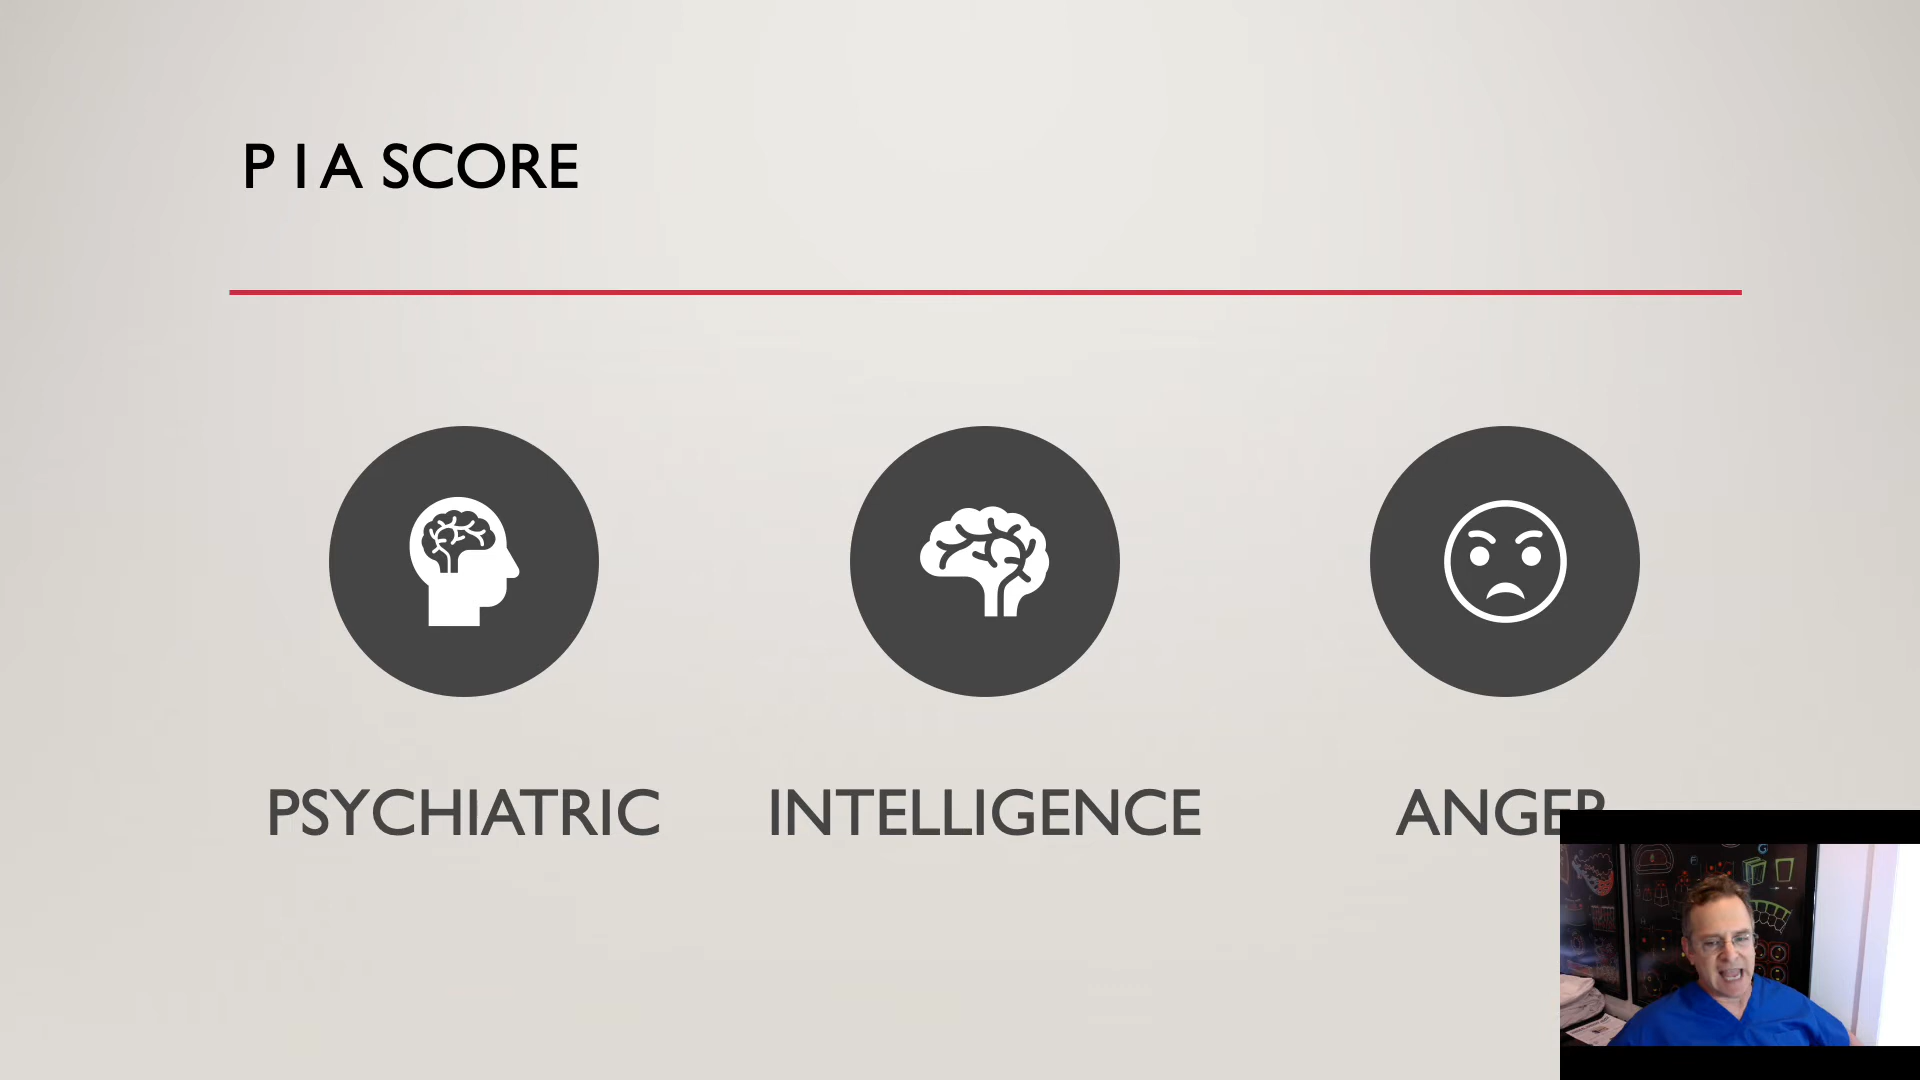 P I A SCORE
PSYCHIATRIC
INTELLIGENCE
ANGER
F
G